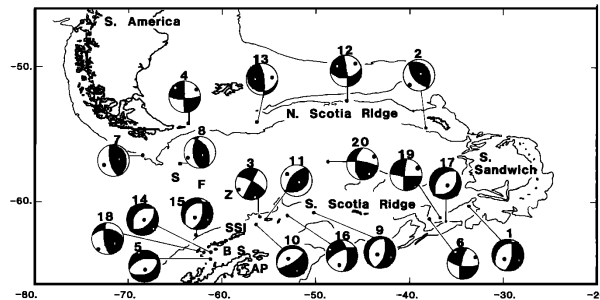 S. America
13
12
2
-50.
4
N. Scotia Ridge
7
8
3
11
20
19
17
S.
Sandwich
S
F
Z
-60.
14
15
S. Scotia Ridge
18
SSI
5
B S
AP
10
16
9
6
1
-80. -70. -60. -50. -40. -30. -2